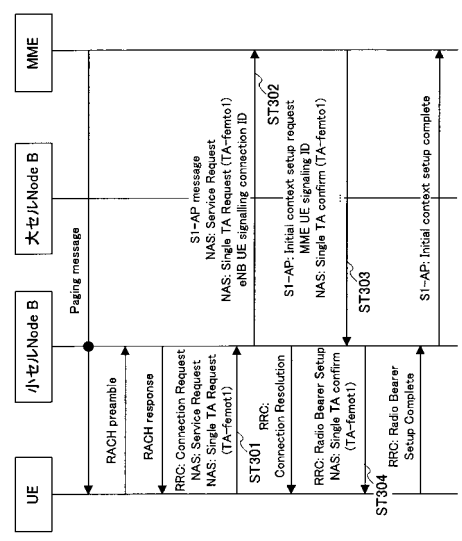 UE
小セルNode B
大セルNode B
MME
Paging message
RACH preamble
RACH response
RRC: Connection Request
NAS: Service Request
NAS: Single TA Request
(TA-femot1)
ST301
S1-AP message
NAS: Service Request
NAS: Single TA Request (TA-femto1)
eNB UE signalling connection ID
ST302
RRC:
Connection Resolution
S1-AP: Initial context setup request
MME UE signaling ID
NAS: Single TA confirm (TA-femto1)
...
ST303
RRC: Radio Bearer Setup
NAS: Single TA confirm
(TA-femot1)
ST304
RRC: Radio Bearer
Setup Complete
S1-AP: Initial context setup complete